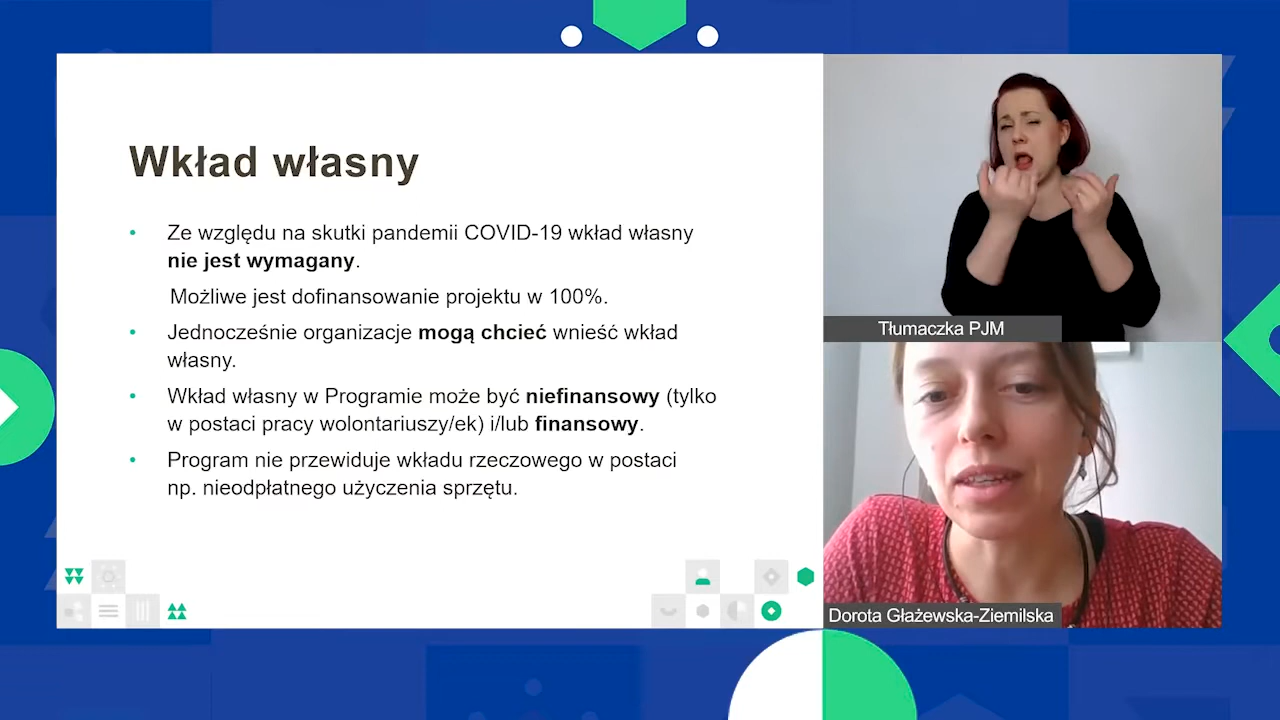 Wkład własny
• Ze względu na skutki pandemii COVID-19 wkład własny
nie jest wymagany.
Możliwe jest dofinansowanie projektu w 100%.
• Jednocześnie organizacje mogą chcieć wnieść wkład
własny.
• Wkład własny w Programie może być niefinansowy (tylko
w postaci pracy wolontariuszy/ek) i/lub finansowy.
• Program nie przewiduje wkładu rzeczowego w postaci
np. nieodpłatnego użyczenia sprzętu.
Tłumaczka PJM
Dorota Głażewska-Ziemilska